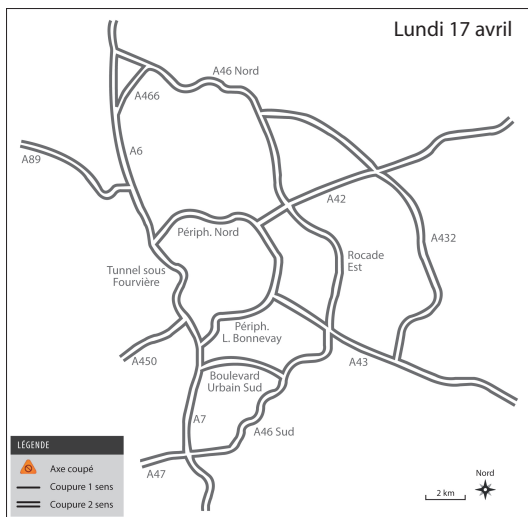 Lundi 17 avril
A46 Nord
A466
A6
A89
A42
Périph. Nord
A432
Rocade
Est
Tunnel sous
Fourvière
Périph.
L. Bonnevay
A450
A43
Boulevard
Urbain Sud
A7
A46 Sud
A47
LÉGENDE
Axe coupé
Coupure 1 sens
Coupure 2 sens
Nord
2 km